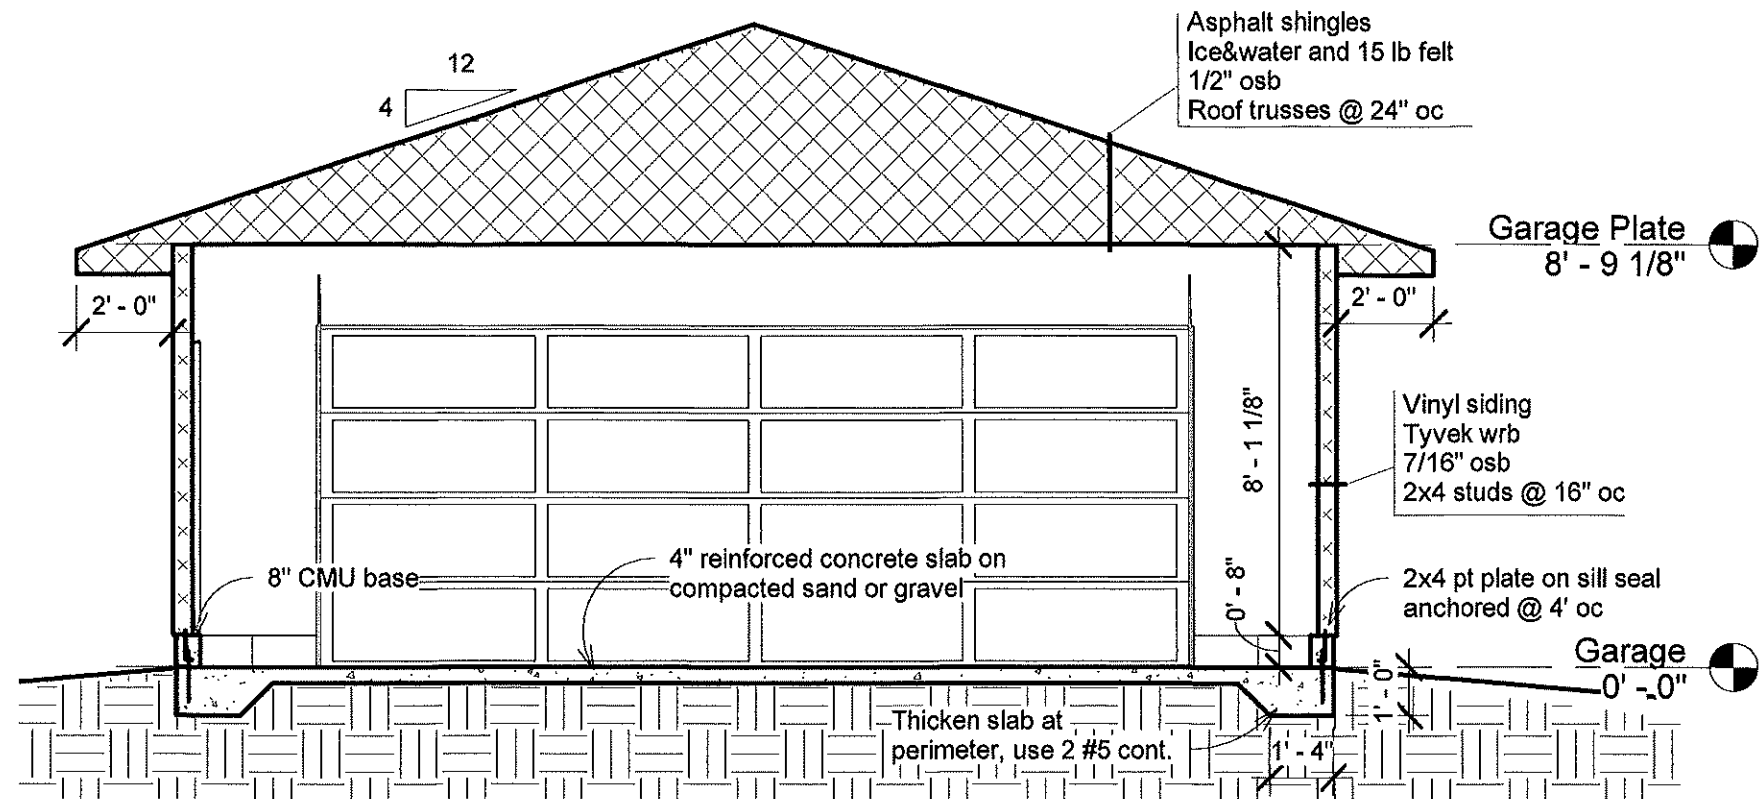 Asphalt shingles
Ice&water and 15 lb felt
1/2" osb
Roof trusses @ 24" oc
12
4
Garage Plate
8' - 9 1/8"
2' - 0"
2' - 0"
8' - 1 1/8"
Vinyl siding
Tyvek wrb
7/16" osb
2x4 studs @ 16" oc
8" CMU base
4" reinforced concrete slab on
compacted sand or gravel
0' - 8"
2x4 pt plate on sill seal
anchored @ 4' oc
Garage
0' - 0"
1' - 0"
Thicken slab at
perimeter, use 2 #5 cont.
1' - 4"